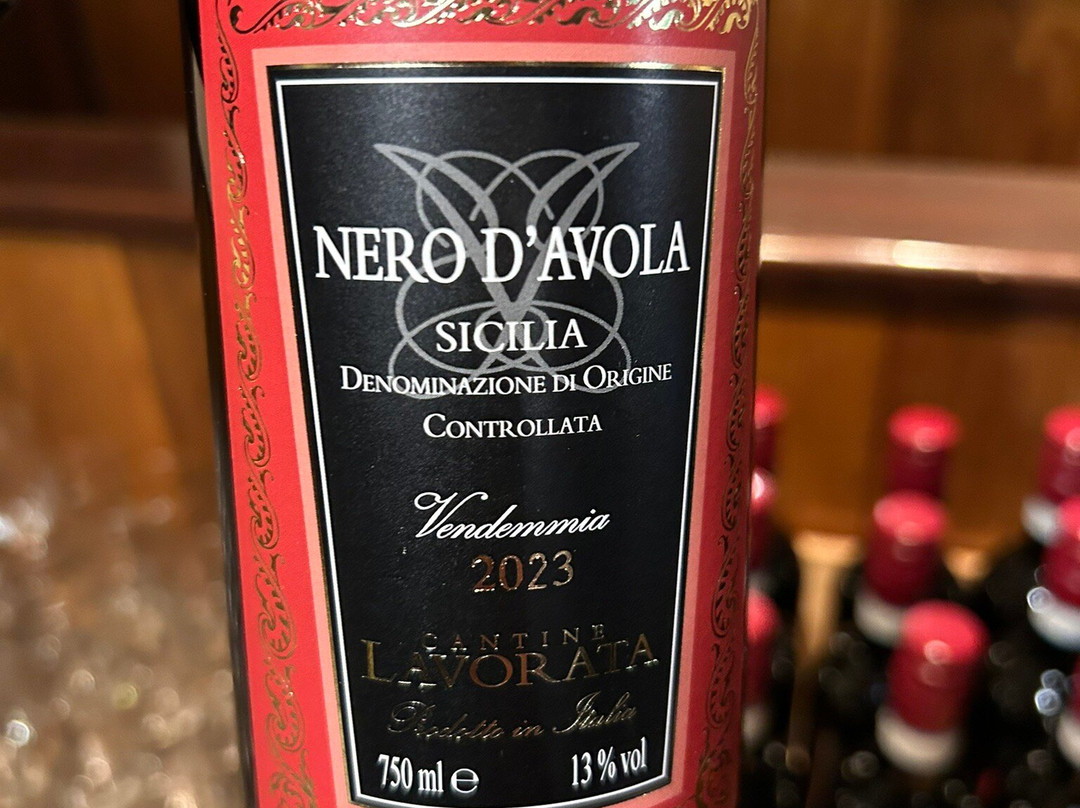 NERO D'AVOLA
SICILIA
DENOMINAZIONE DI ORIGINE
CONTROLLATA
Vendemmia
2023
CANTINE
LAVORATA
Prodotto in Italia
750 ml ℮ 13 % vol